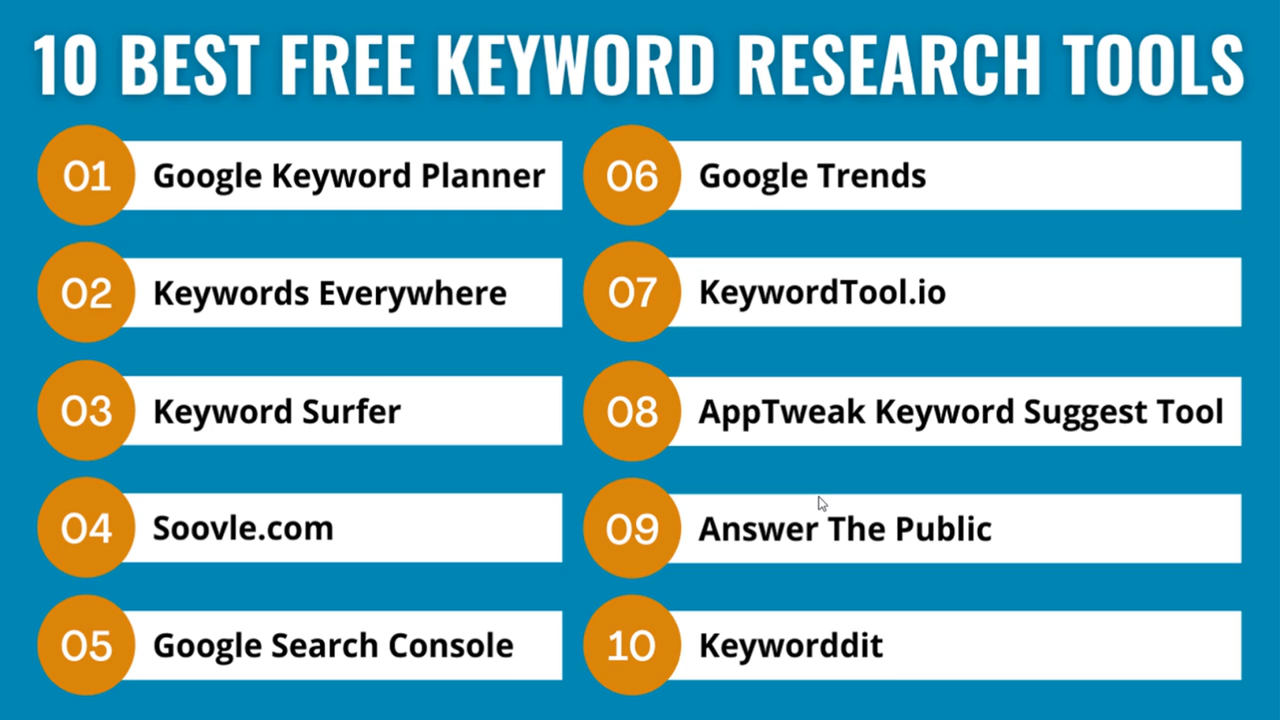 10 BEST FREE KEYWORD RESEARCH TOOLS
01 Google Keyword Planner
02 Keywords Everywhere
03 Keyword Surfer
04 Soovle.com
05 Google Search Console
06 Google Trends
07 KeywordTool.io
08 AppTweak Keyword Suggest Tool
09 Answer The Public
10 Keyworddit